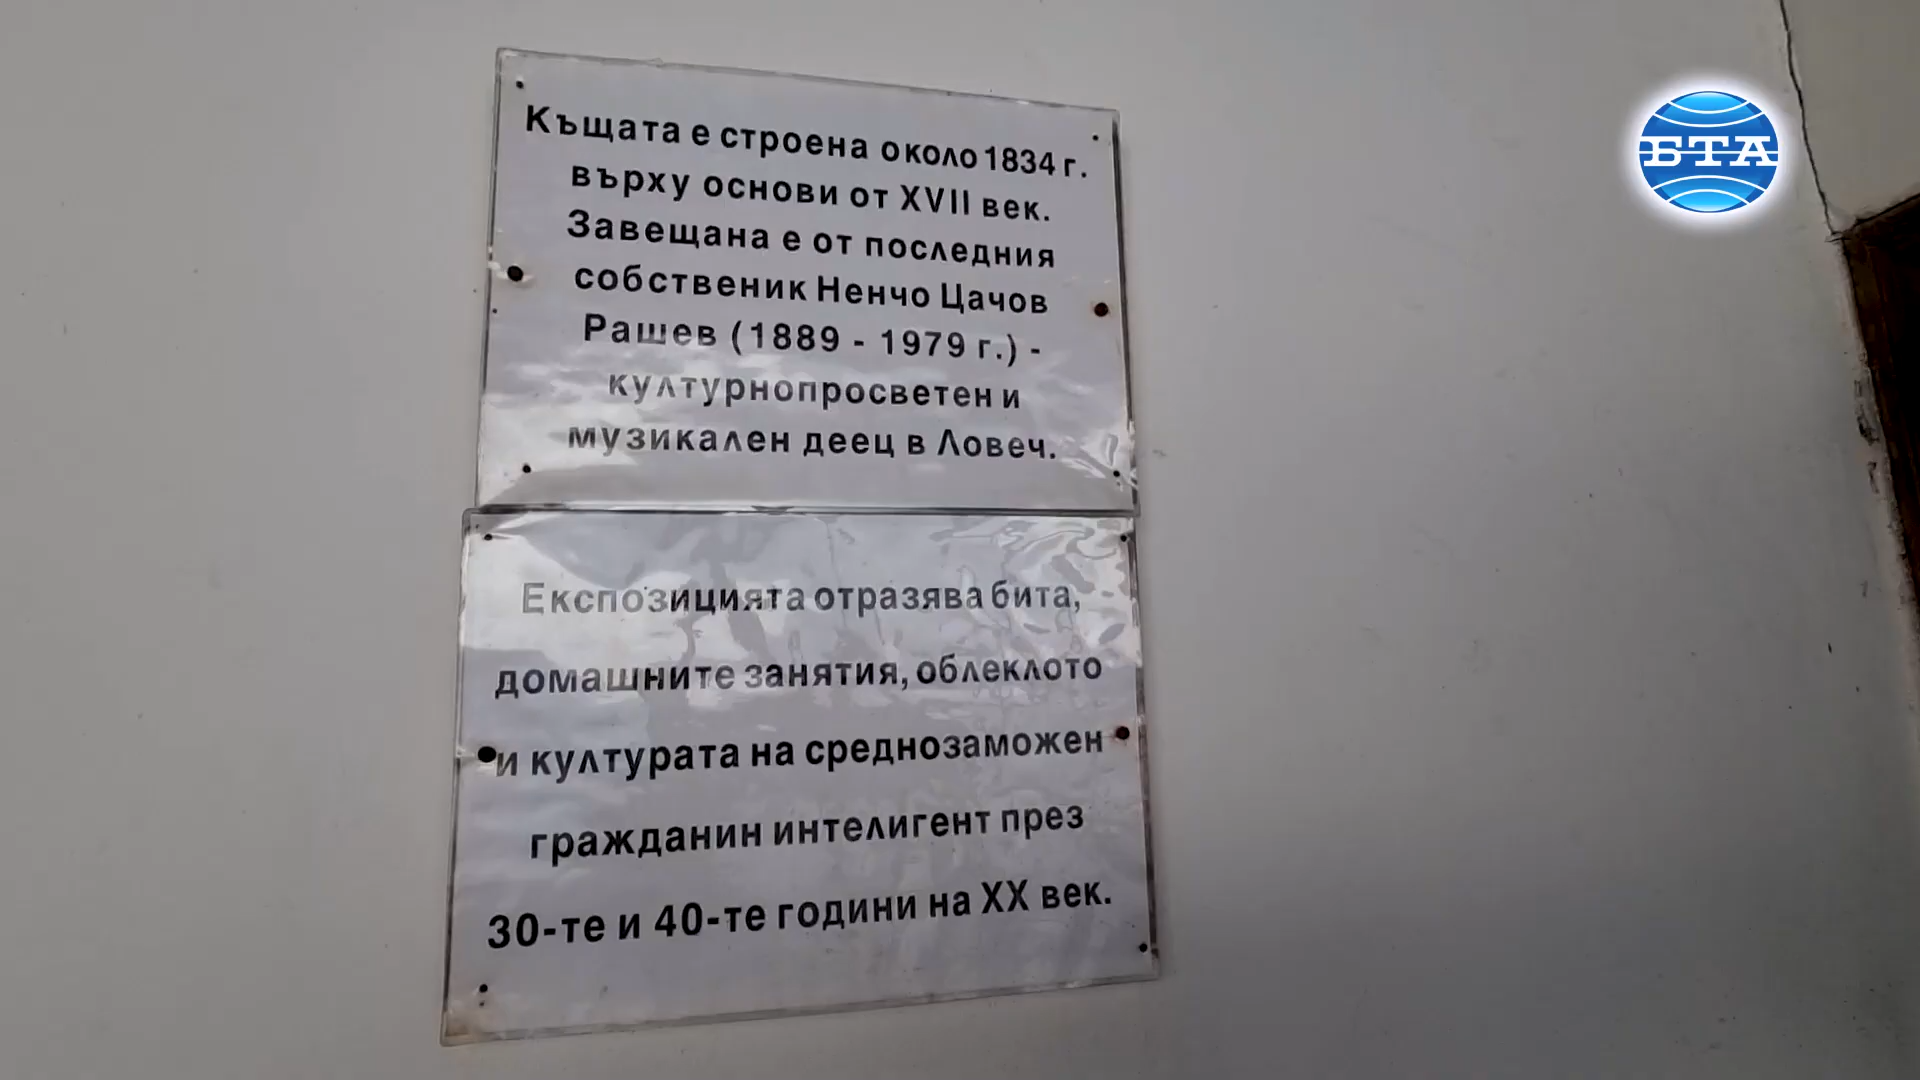 Къщата е строена около 1834 г.
върху основи от XVII век.
Завещана е от последния
собственик Ненчо Цачов
Рашев (1889 - 1979 г.) -
културнопросветен и
музикален деец в Ловеч.
Експозицията отразява бита,
домашните занятия, облеклото
и културата на среднозаможен
гражданин интелигент през
30-те и 40-те години на XX век.
БТА